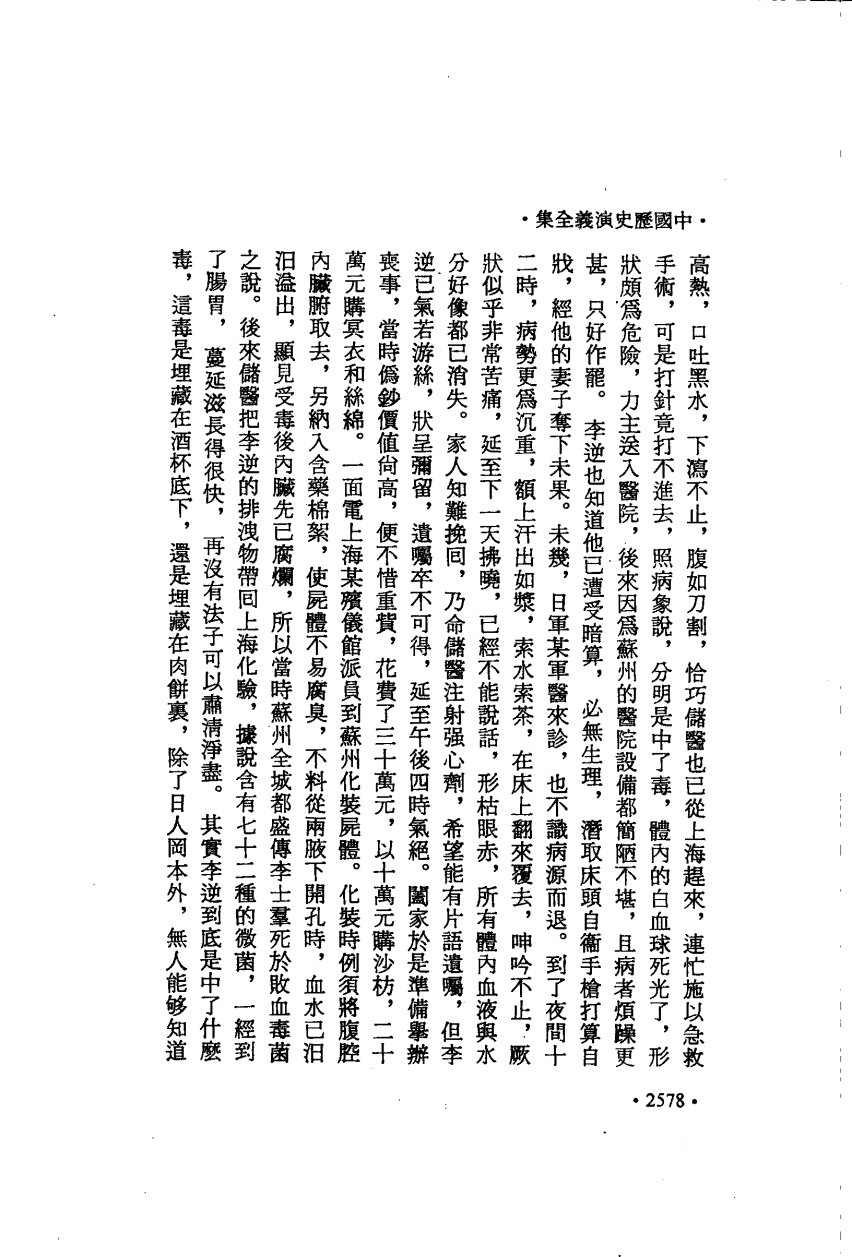 •中國歷史演義全集•
高熱，口吐黑水，下瀉不止，腹如刀割，恰巧儲醫也已從上海趕來，連忙施以急救
手術，可是打針竟打不進去，照病象說，分明是中了毒，體內的白血球死光了，形
狀頗爲危險，力主送入醫院，後來因爲蘇州的醫院設備都簡陋不堪，且病者煩躁更
甚，只好作罷。李逆也知道他已遭受暗算，必無生理，潛取床頭自衞手槍打算自
戕，經他的妻子奪下未果。未幾，日軍某軍醫來診，也不識病源而退。到了夜間十
二時，病勢更爲沉重，額上汗出如漿，索水索茶，在床上翻來覆去，呻吟不止，厥
狀似乎非常苦痛，延至下一天拂曉，已經不能說話，形枯眼赤，所有體內血液與水
分好像都已消失。家人知難挽回，乃命儲醫注射强心劑，希望能有片語遺囑，但李
逆已氣若游絲，狀呈彌留，遺囑卒不可得，延至午後四時氣絕。闔家於是準備舉辦
喪事，當時僞鈔價值尙高，便不惜重貲，花費了三十萬元，以十萬元購沙枋，二十
萬元購冥衣和絲綿。一面電上海某殯儀館派員到蘇州化裝屍體。化裝時例須將腹腔
內臟腑取去，另納入含藥棉絮，使屍體不易腐臭，不料從兩腋下開孔時，血水已汩
汩溢出，顯見受毒後內臟先已腐爛，所以當時蘇州全城都盛傳李士羣死於敗血毒菌
之說。後來儲醫把李逆的排洩物帶回上海化驗，據說含有七十二種的微菌，一經到
了腸胃，蔓延滋長得很快，再沒有法子可以肅清淨盡。其實李逆到底是中了什麼
毒，這毒是埋藏在酒杯底下，還是埋藏在肉餅裏，除了日人岡本外，無人能够知道
•2578•